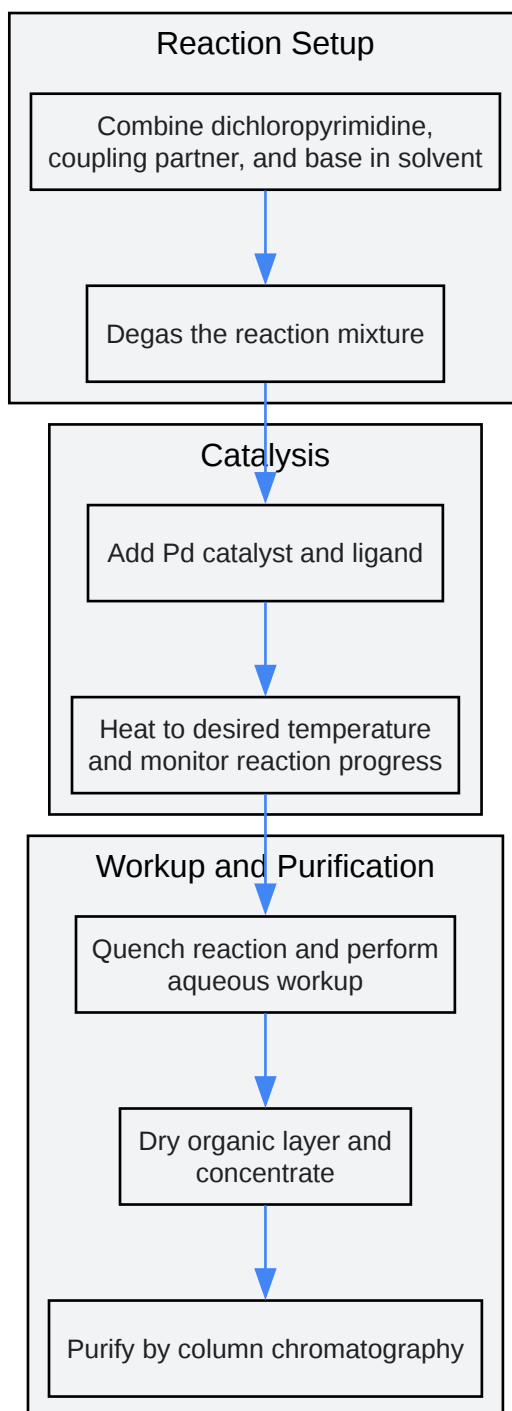 Reaction Setup
Combine dichloropyrimidine,
coupling partner, and base in solvent
Degas the reaction mixture
Catalysis
Add Pd catalyst and ligand
Heat to desired temperature
and monitor reaction progress
Workup and Purification
Quench reaction and perform
aqueous workup
Dry organic layer and
concentrate
Purify by column chromatography